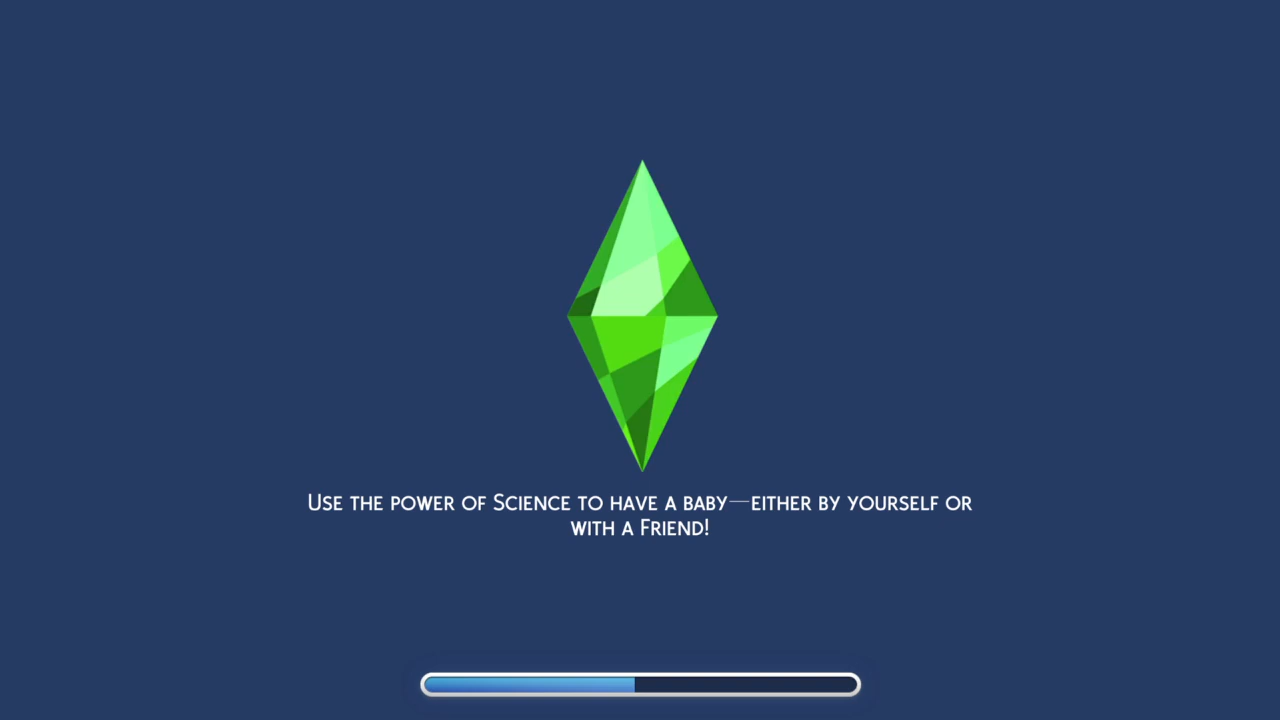 Use the power of Science to have a baby—either by yourself or
with a Friend!